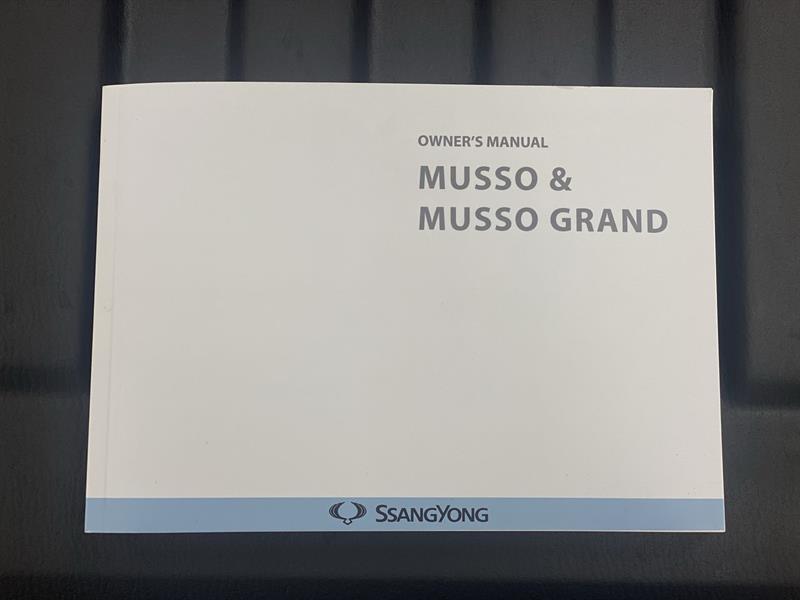 OWNER'S MANUAL
MUSSO &
MUSSO GRAND
SSANGYONG